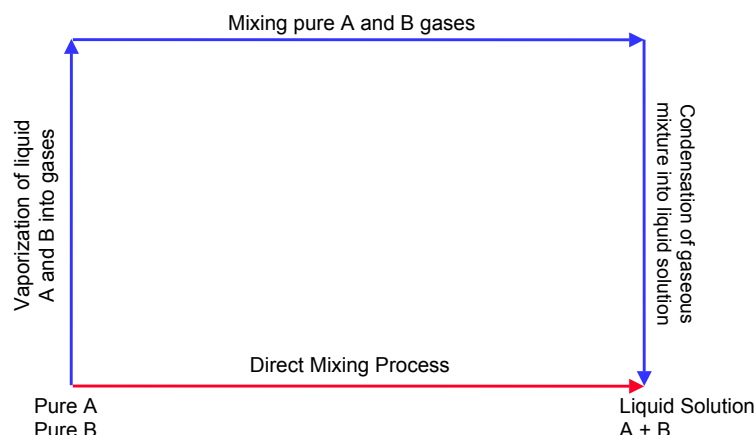 Mixing pure A and B gases
Vaporization of liquid
A and B into gases
Condensation of gaseous
mixture into liquid solution
Direct Mixing Process
Pure A
Pure B
Liquid Solution
A + B